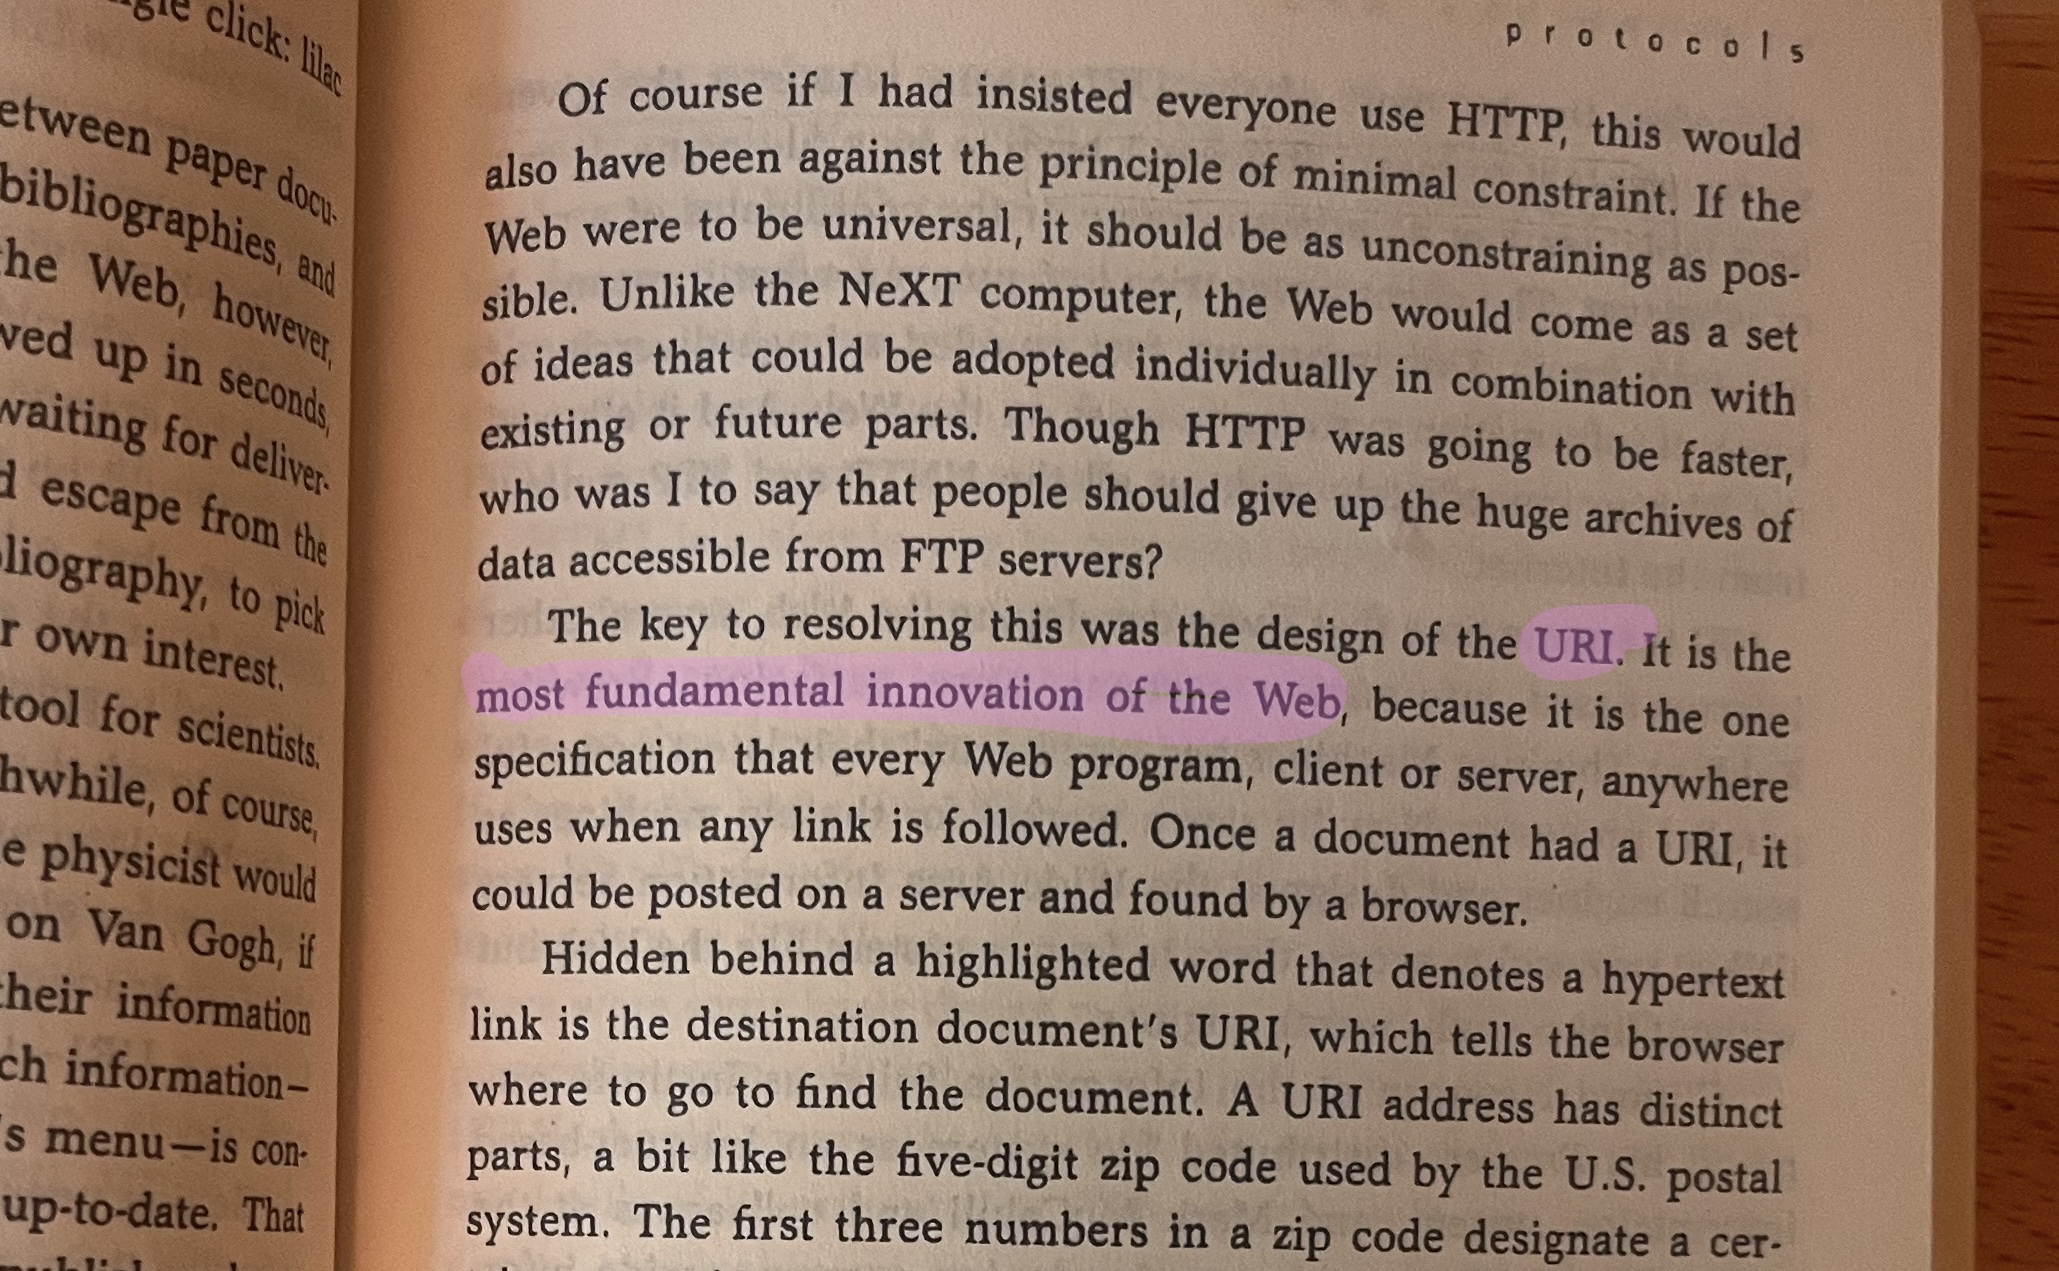 click: lilac
etween paper docu-
bibliographies, and
he Web, however,
ved up in seconds,
waiting for deliver-
d escape from the
liography, to pick
r own interest.
tool for scientists.
hwhile, of course,
e physicist would
on Van Gogh, if
their information
ch information—
's menu—is con-
up-to-date. That
protocols
Of course if I had insisted everyone use HTTP, this would
also have been against the principle of minimal constraint. If the
Web were to be universal, it should be as unconstraining as pos-
sible. Unlike the NeXT computer, the Web would come as a set
of ideas that could be adopted individually in combination with
existing or future parts. Though HTTP was going to be faster,
who was I to say that people should give up the huge archives of
data accessible from FTP servers?
The key to resolving this was the design of the URI. It is the
most fundamental innovation of the Web, because it is the one
specification that every Web program, client or server, anywhere
uses when any link is followed. Once a document had a URI, it
could be posted on a server and found by a browser.
Hidden behind a highlighted word that denotes a hypertext
link is the destination document's URI, which tells the browser
where to go to find the document. A URI address has distinct
parts, a bit like the five-digit zip code used by the U.S. postal
system. The first three numbers in a zip code designate a cer-